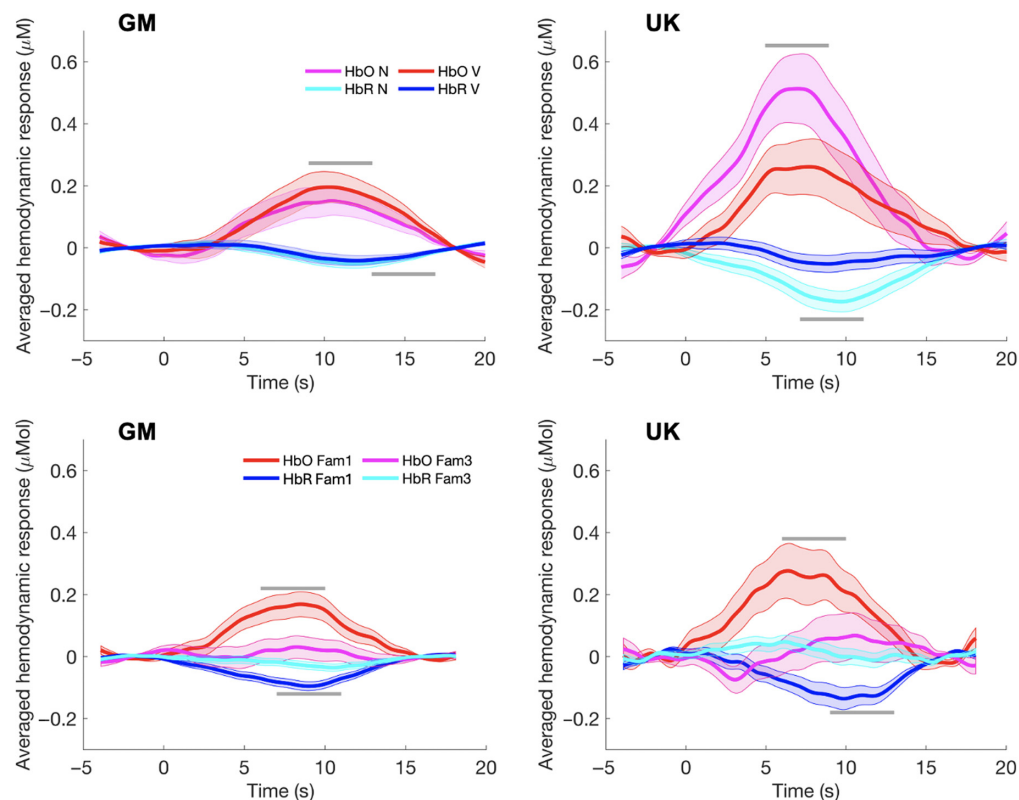 GM
Averaged hemodynamic response (μM)
0.6
0.4
0.2
0
−0.2
HbO N HbO V
HbR N HbR V
−5 0 5 10 15 20
Time (s)
UK
Averaged hemodynamic response (μM)
0.6
0.4
0.2
0
−0.2
−5 0 5 10 15 20
Time (s)
GM
Averaged hemodynamic response (μMol)
0.6
0.4
0.2
0
−0.2
HbO Fam1 HbO Fam3
HbR Fam1 HbR Fam3
−5 0 5 10 15 20
Time (s)
UK
Averaged hemodynamic response (μMol)
0.6
0.4
0.2
0
−0.2
−5 0 5 10 15 20
Time (s)